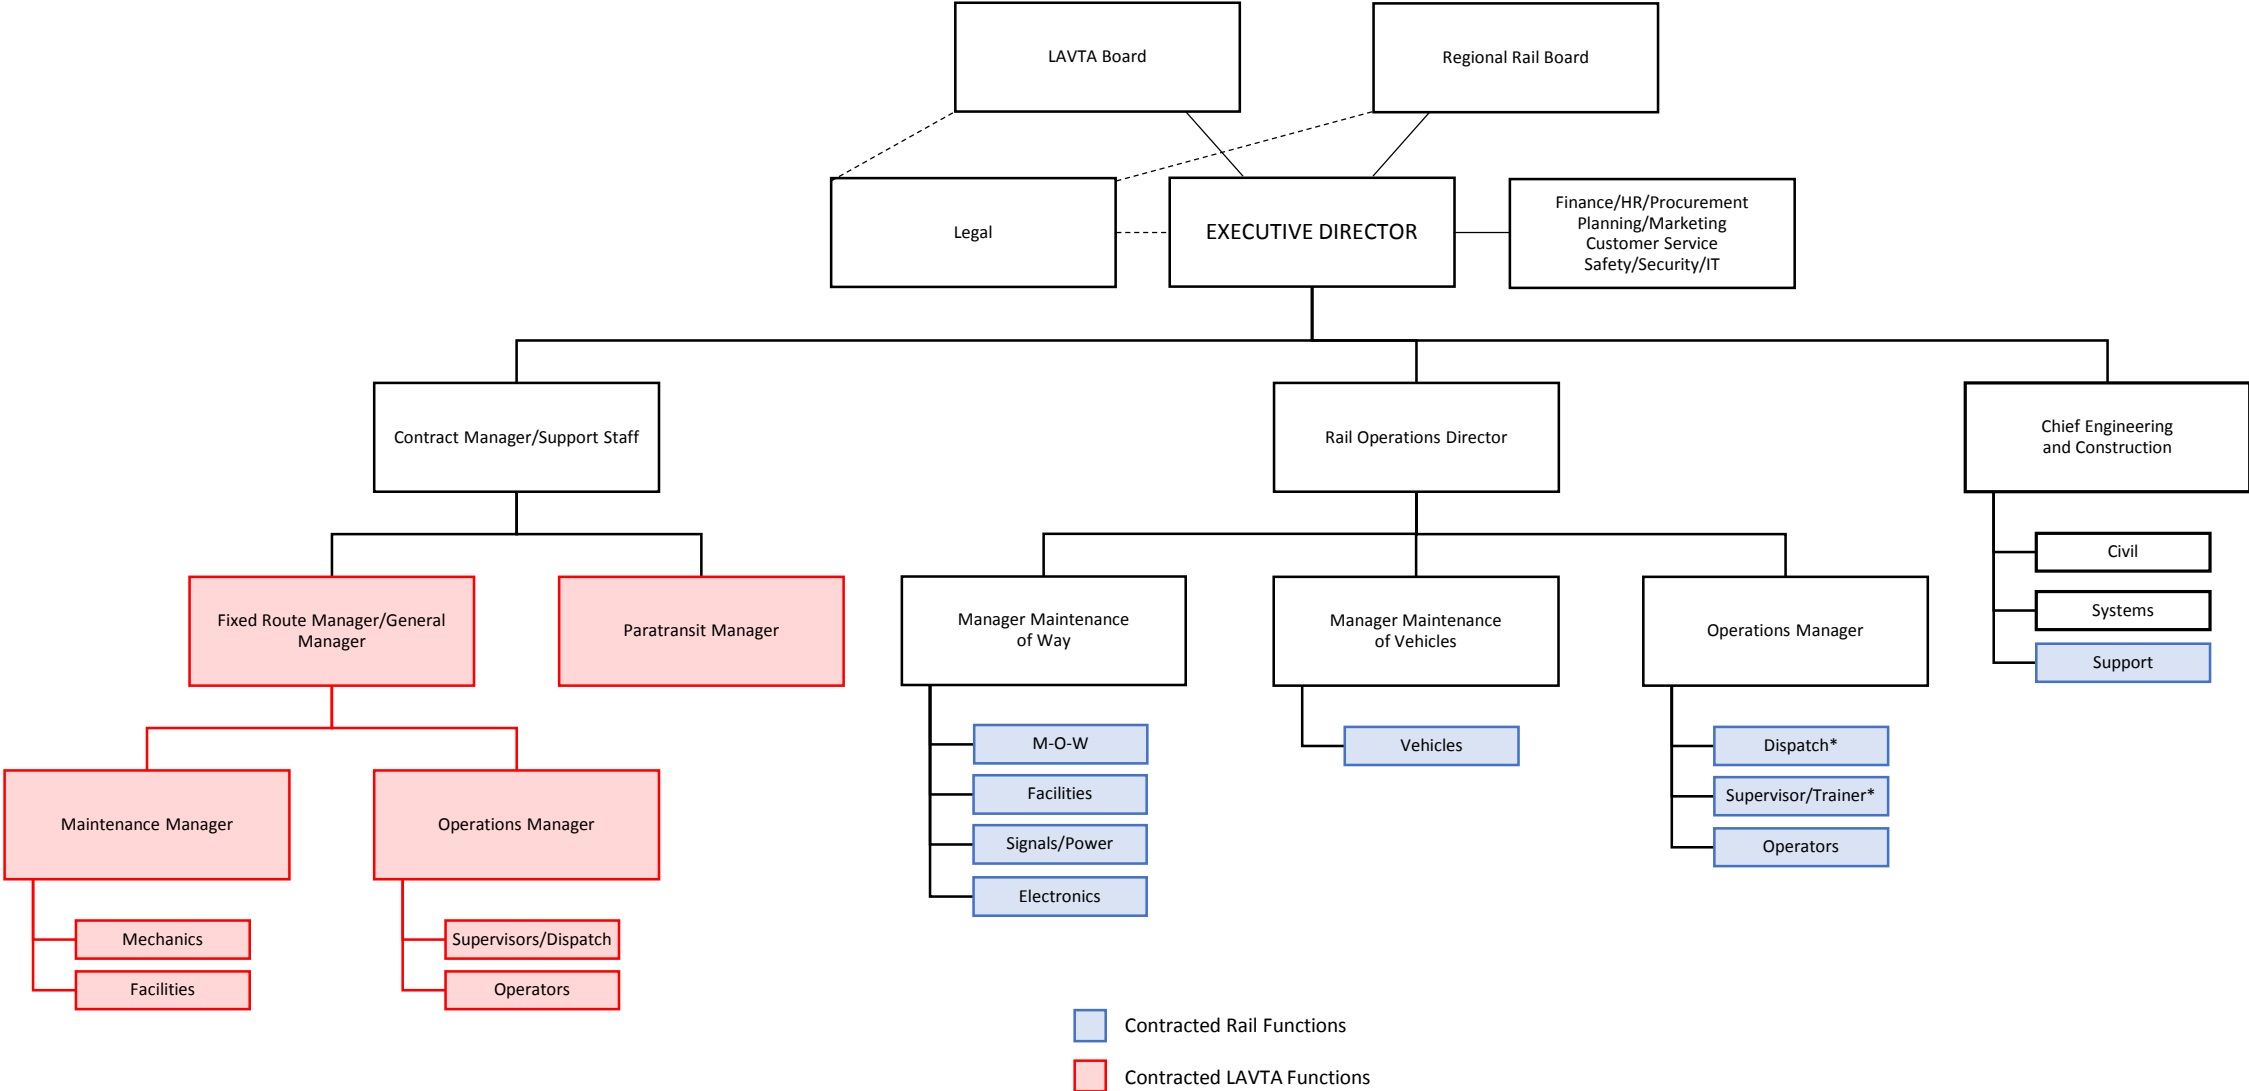 LAVTA Board
Regional Rail Board
Legal
EXECUTIVE DIRECTOR
Finance/HR/Procurement
Planning/Marketing
Customer Service
Safety/Security/IT
Contract Manager/Support Staff
Rail Operations Director
Chief Engineering
and Construction
Civil
Systems
Support
Fixed Route Manager/General
Manager
Paratransit Manager
Manager Maintenance
of Way
Manager Maintenance
of Vehicles
Operations Manager
M-O-W
Facilities
Signals/Power
Electronics
Vehicles
Dispatch*
Supervisor/Trainer*
Operators
Maintenance Manager
Operations Manager
Mechanics
Facilities
Supervisors/Dispatch
Operators
Contracted Rail Functions
Contracted LAVTA Functions